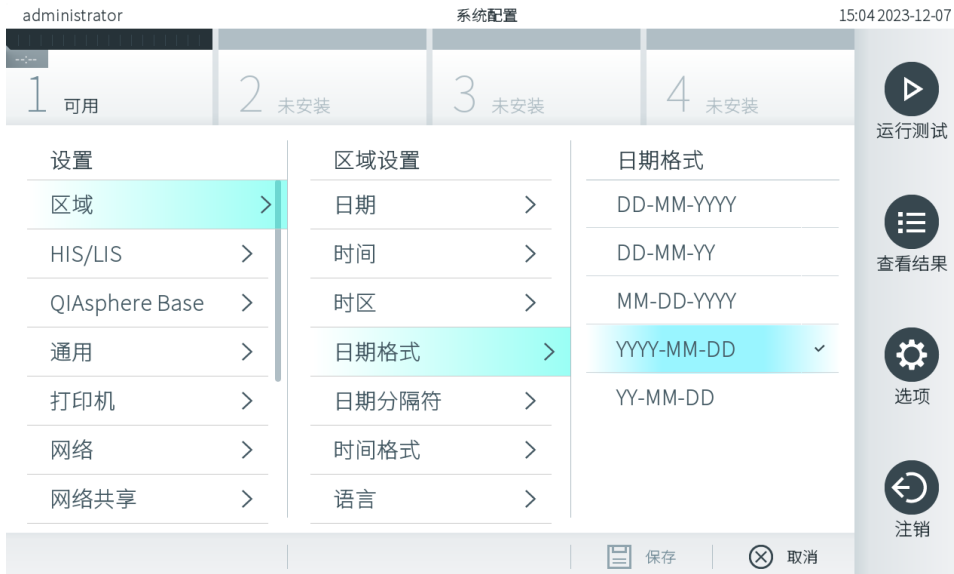 administrator 系统配置 15:04 2023-12-07
--:--
1 可用 2 未安装 3 未安装 4 未安装
运行测试
查看结果
选项
注销
设置
区域
HIS/LIS
QIAsphere Base
通用
打印机
网络
网络共享
区域设置
日期
时间
时区
日期格式
日期分隔符
时间格式
语言
日期格式
DD-MM-YYYY
DD-MM-YY
MM-DD-YYYY
YYYY-MM-DD
YY-MM-DD
保存 取消